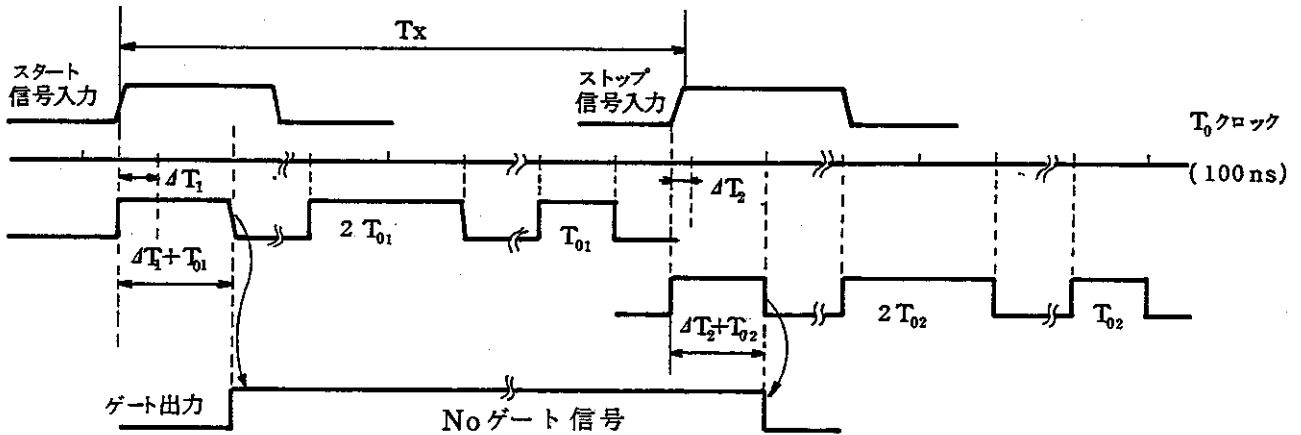 Tx
スタート
信号入力
ストップ
信号入力
T₀クロック
(100ns)
ΔT₁
ΔT₂
2T₀₁
T₀₁
ΔT₁+T₀₁
2T₀₂
T₀₂
ΔT₂+T₀₂
ゲート出力
Noゲート信号